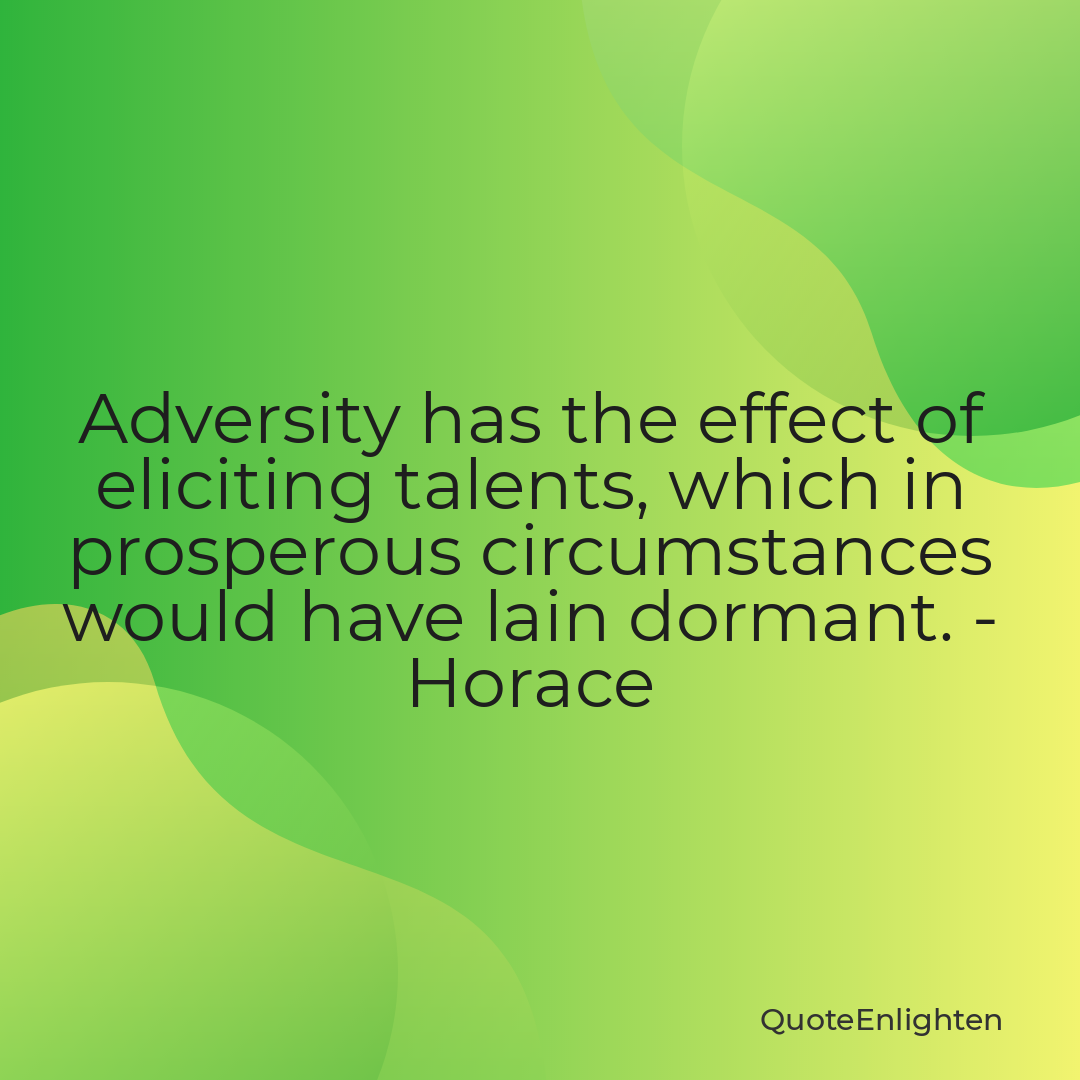 Adversity has the effect of
eliciting talents, which in
prosperous circumstances
would have lain dormant. -
Horace
QuoteEnlighten